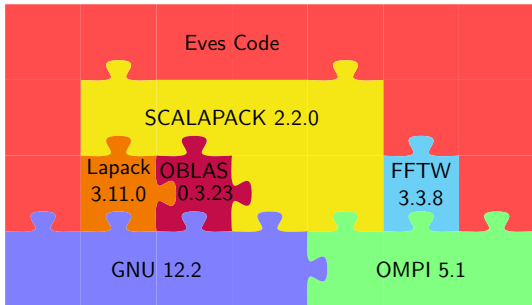 Eves Code
SCALAPACK 2.2.0
Lapack
3.11.0
OBLAS
0.3.23
FFTW
3.3.8
GNU 12.2
OMPI 5.1